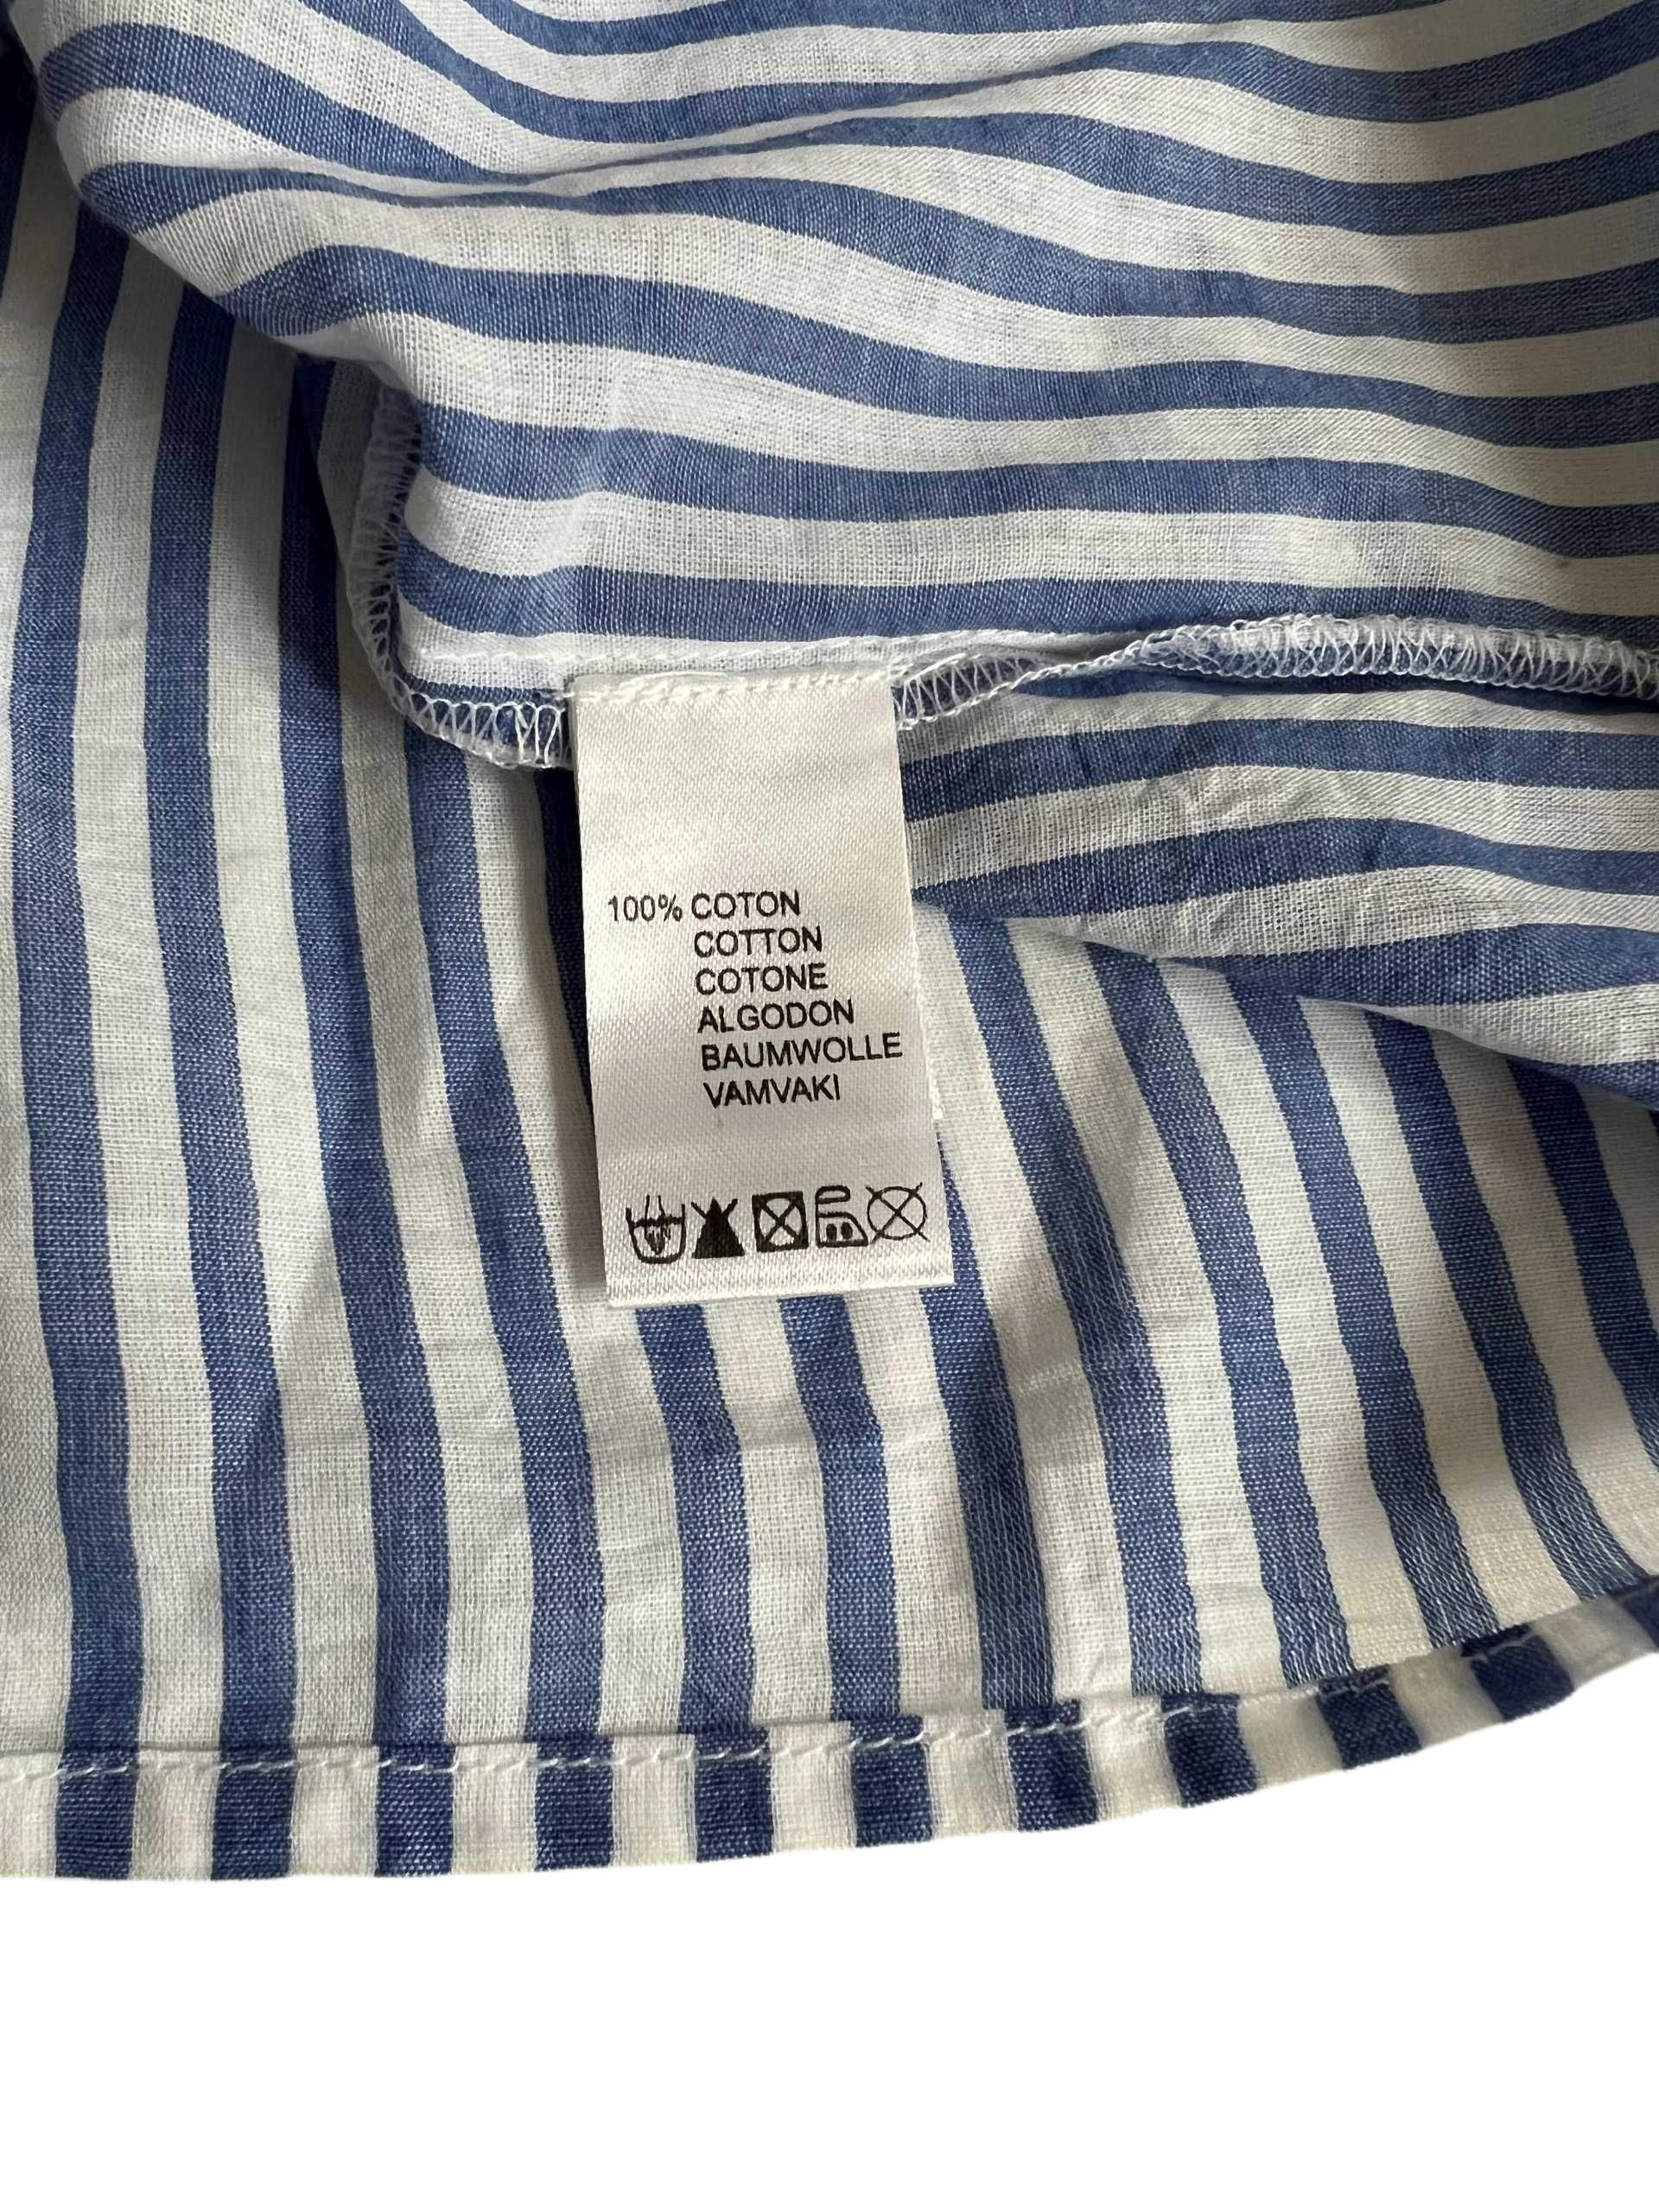 100% COTON
COTTON
COTONE
ALGODON
BAUMWOLLE
VAMVAKI